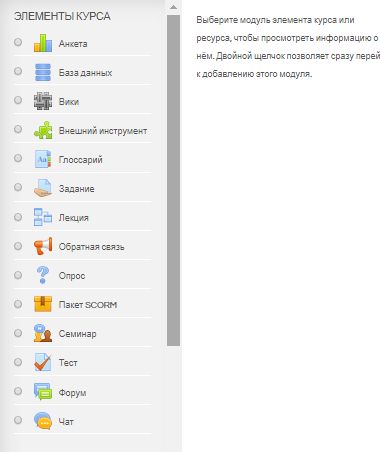 ЭЛЕМЕНТЫ КУРСА
Анкета
База данных
Вики
Внешний инструмент
Глоссарий
Задание
Лекция
Обратная связь
Опрос
Пакет SCORM
Семинар
Тест
Форум
Чат
Выберите модуль элемента курса или
ресурса, чтобы просмотреть информацию о
нём. Двойной щелчок позволяет сразу перей
к добавлению этого модуля.